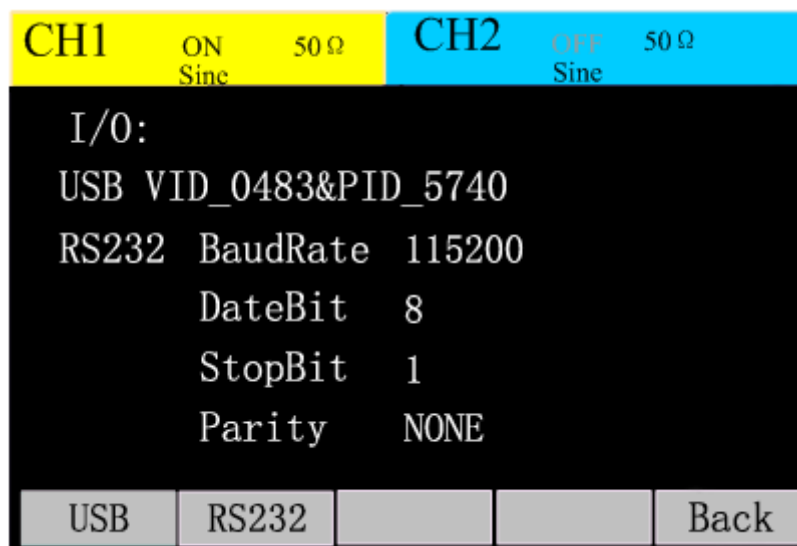 CH1 ON 50Ω CH2 OFF 50Ω
Sine Sine
I/O:
USB VID_0483&PID_5740
RS232 BaudRate 115200
DateBit 8
StopBit 1
Parity NONE
USB RS232 Back